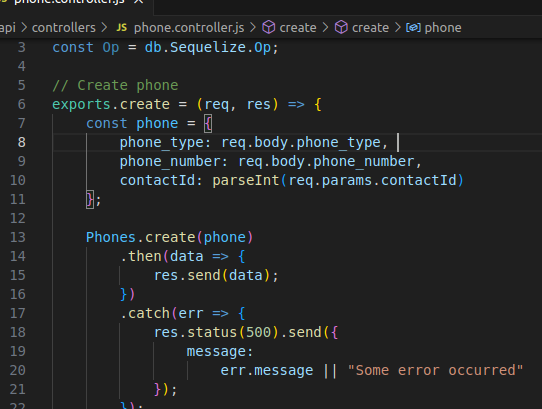 phone.controller.js ×
api > controllers > JS phone.controller.js > create > create > phone
3 const Op = db.Sequelize.Op;
4
5 // Create phone
6 exports.create = (req, res) => {
7 const phone = {
8 phone_type: req.body.phone_type,
9 phone_number: req.body.phone_number,
10 contactId: parseInt(req.params.contactId)
11 };
12
13 Phones.create(phone)
14 .then(data => {
15 res.send(data);
16 })
17 .catch(err => {
18 res.status(500).send({
19 message:
20 err.message || "Some error occurred"
21 });
22 });